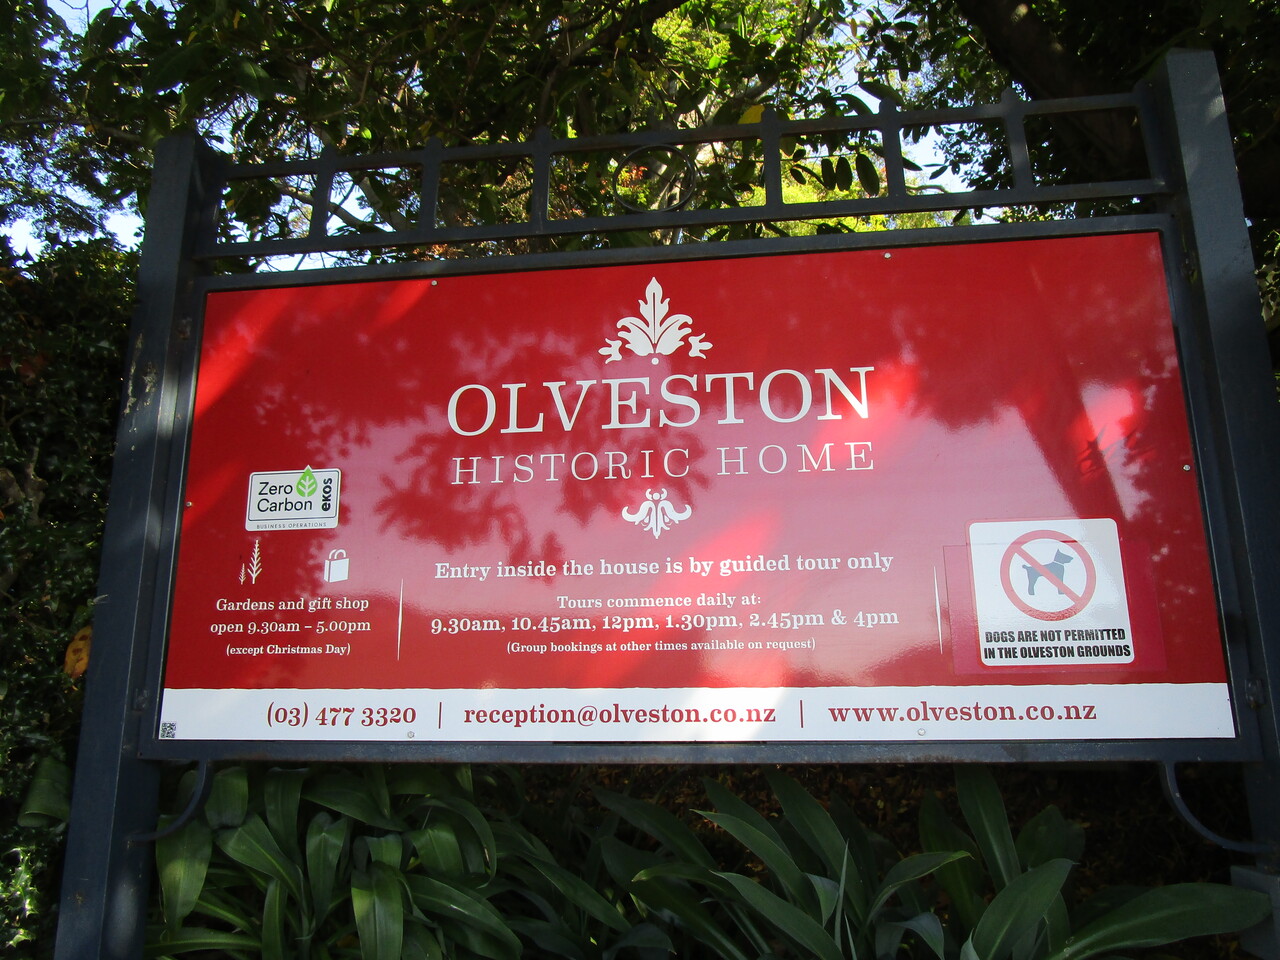 OLVESTON
HISTORIC HOME
Zero
Carbon
ekos
BUSINESS OPERATIONS
Gardens and gift shop
open 9.30am – 5.00pm
(except Christmas Day)
Entry inside the house is by guided tour only
Tours commence daily at:
9.30am, 10.45am, 12pm, 1.30pm, 2.45pm & 4pm
(Group bookings at other times available on request)
DOGS ARE NOT PERMITTED
IN THE OLVESTON GROUNDS
(03) 477 3320 | reception@olveston.co.nz | www.olveston.co.nz